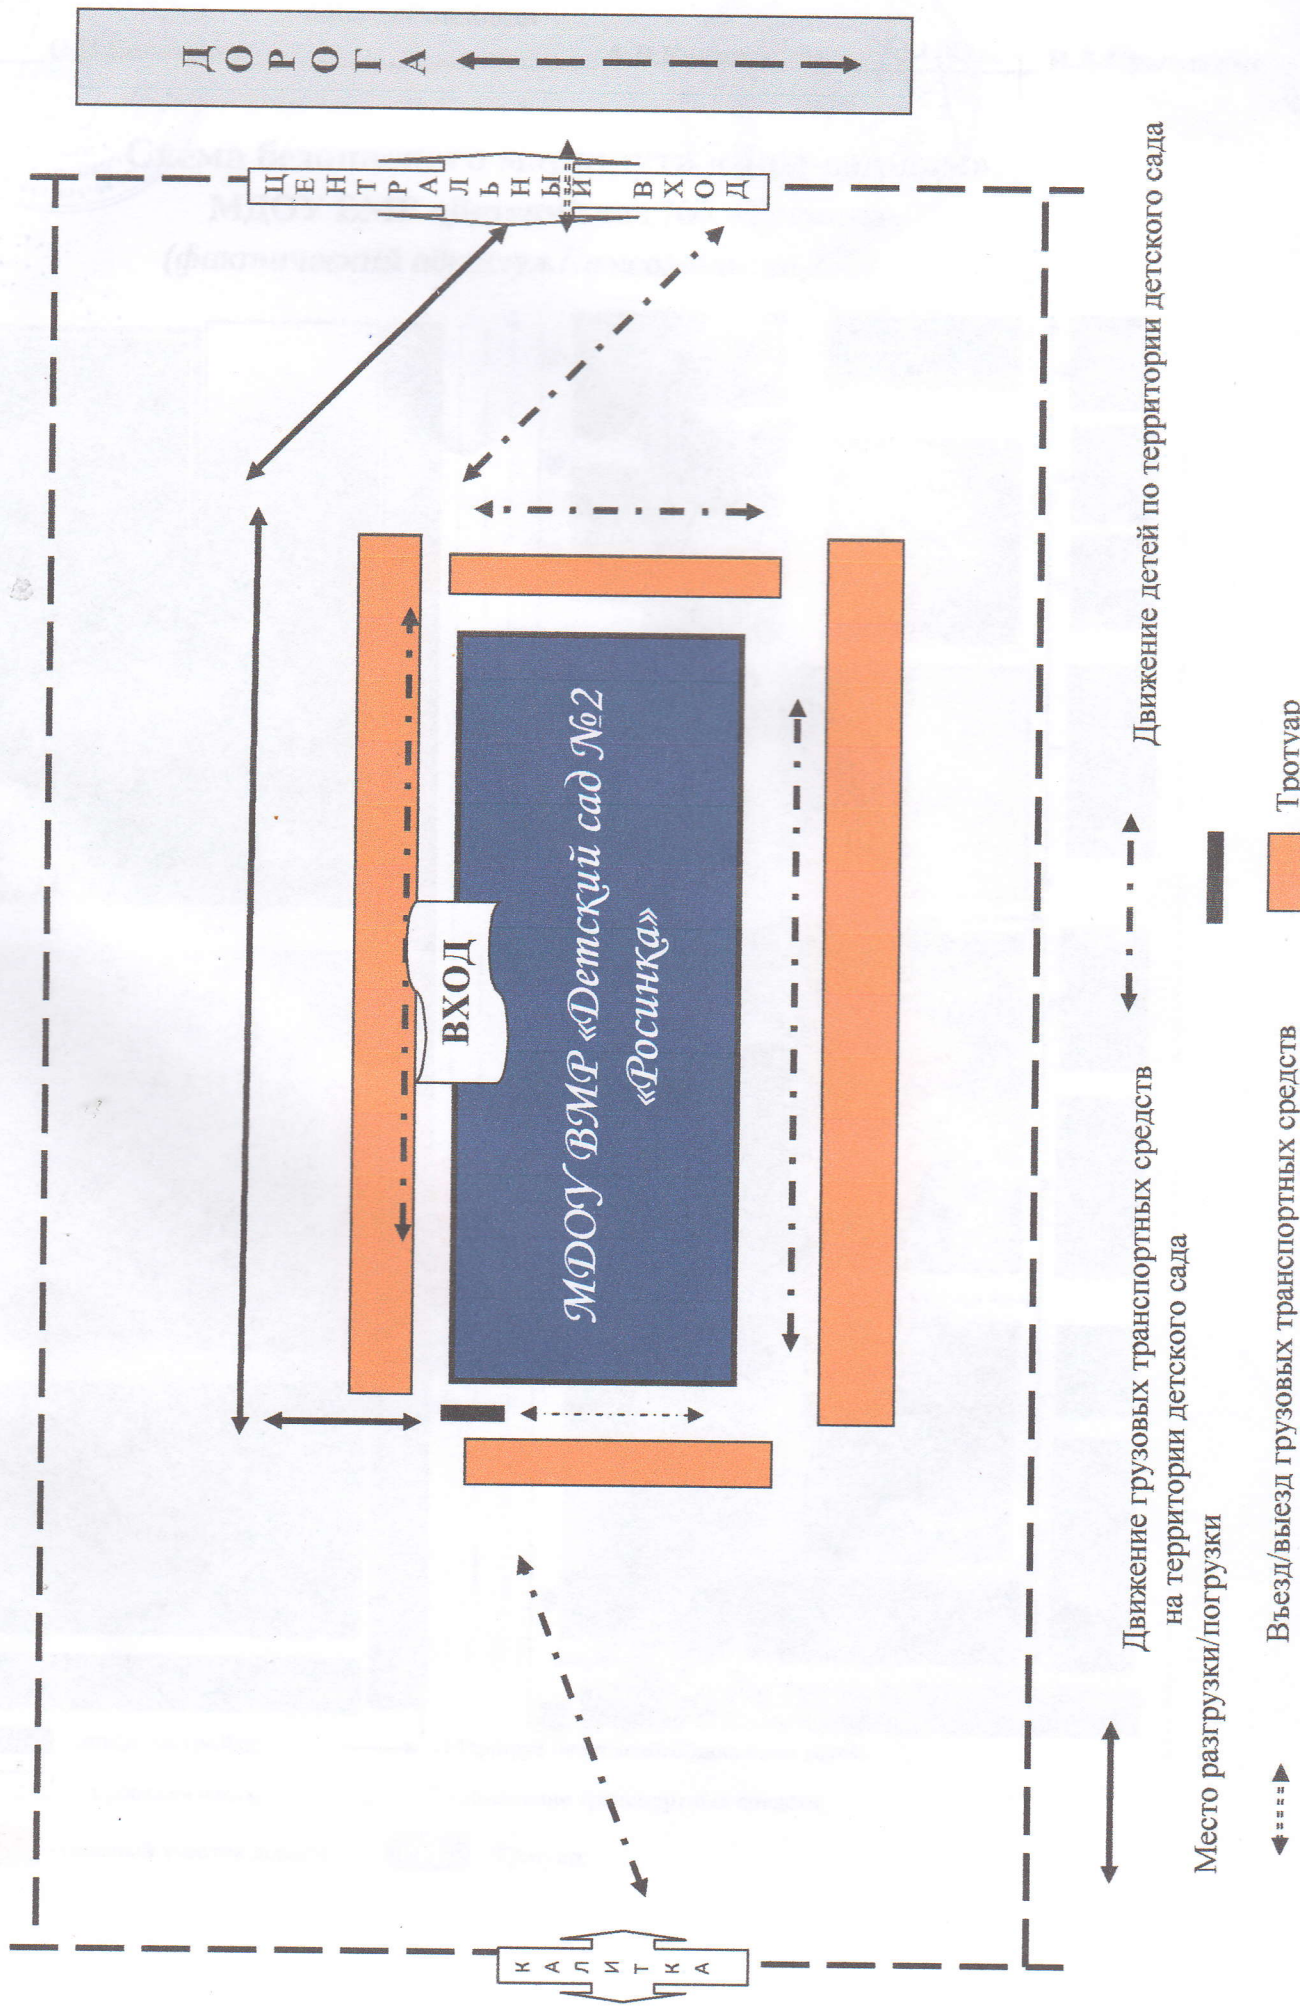 ДОРОГА
ЦЕНТРАЛЬНЫЙ ВХОД
ВХОД
МДОУ ВМР «Детский сад №2
«Росинка»
КАЛИТКА
Движение грузовых транспортных средств
на территории детского сада
Движение детей по территории детского сада
Место разгрузки/погрузки
Въезд/выезд грузовых транспортных средств
Тротуар